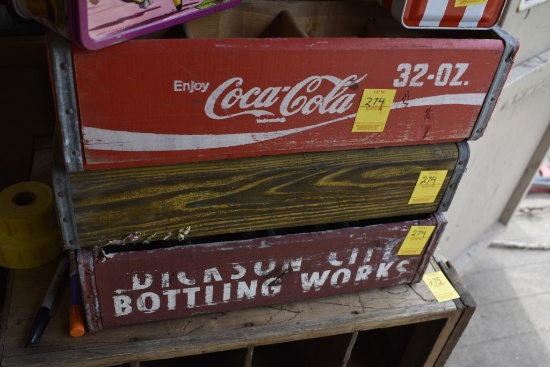 Enjoy
Coca-Cola
32-OZ.
274
274
DICKSON CITY
274
BOTTLING WORKS